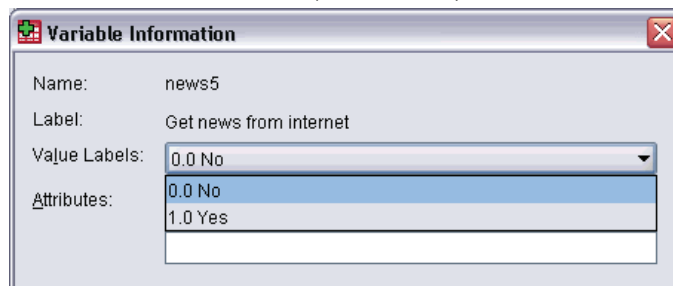 Variable Information
Name: news5
Label: Get news from internet
Value Labels: 0.0 No
0.0 No
Attributes:
1.0 Yes